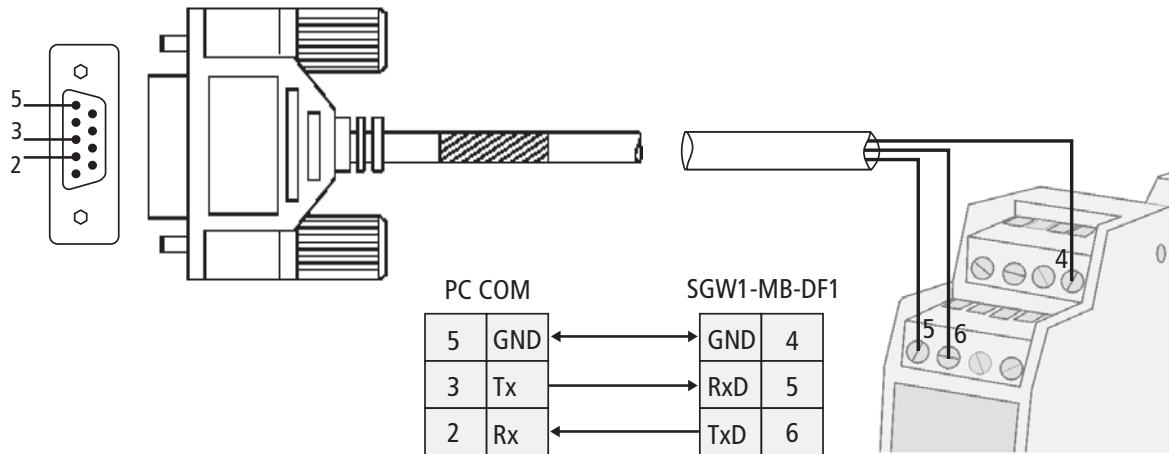 5
3
2
4
5 6
PC COM SGW1-MB-DF1
5 GND GND 4
3 Tx RxD 5
2 Rx TxD 6